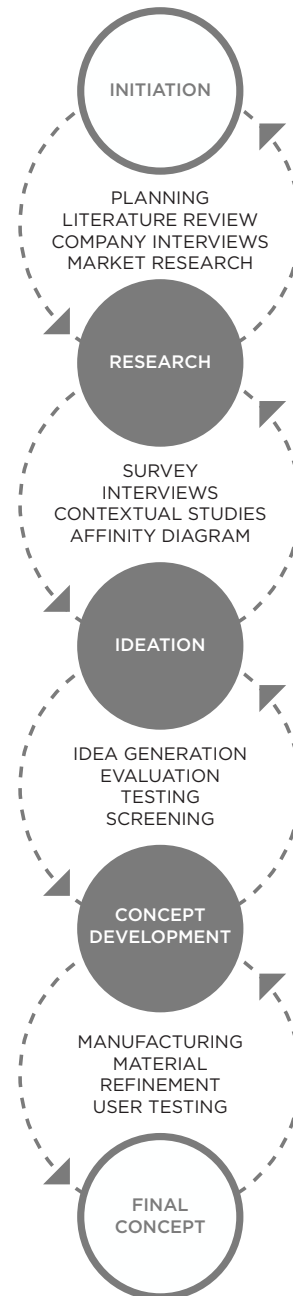 INITIATION
PLANNING
LITERATURE REVIEW
COMPANY INTERVIEWS
MARKET RESEARCH
RESEARCH
SURVEY
INTERVIEWS
CONTEXTUAL STUDIES
AFFINITY DIAGRAM
IDEATION
IDEA GENERATION
EVALUATION
TESTING
SCREENING
CONCEPT
DEVELOPMENT
MANUFACTURING
MATERIAL
REFINEMENT
USER TESTING
FINAL
CONCEPT